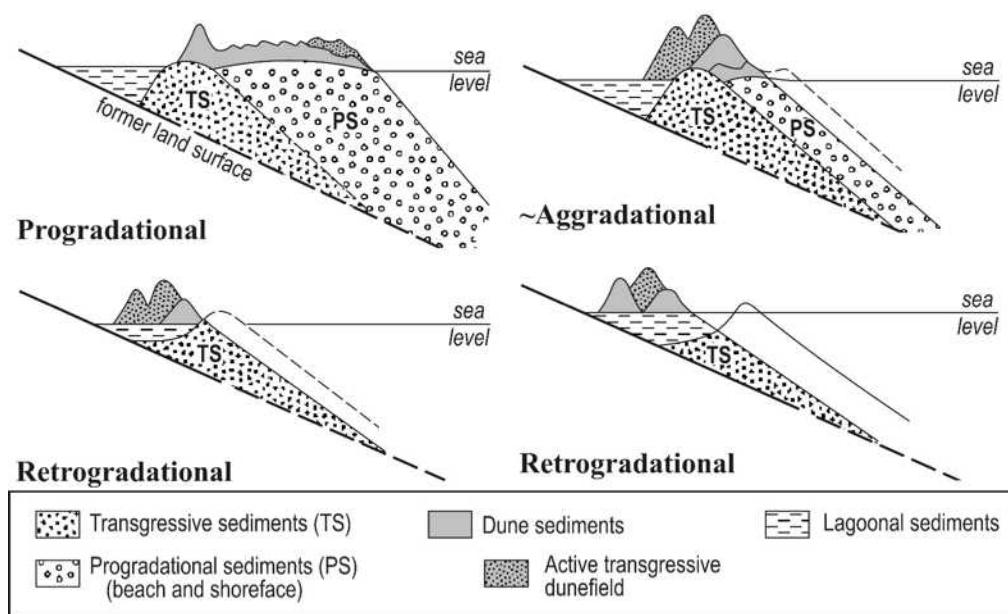 sea
level
TS
PS
former land surface
Progradational
sea
level
TS
PS
~Aggradational
sea
level
TS
Retrogradational
sea
level
TS
Retrogradational
Transgressive sediments (TS)
Dune sediments
Lagoonal sediments
Progradational sediments (PS)
(beach and shoreface)
Active transgressive
dunefield